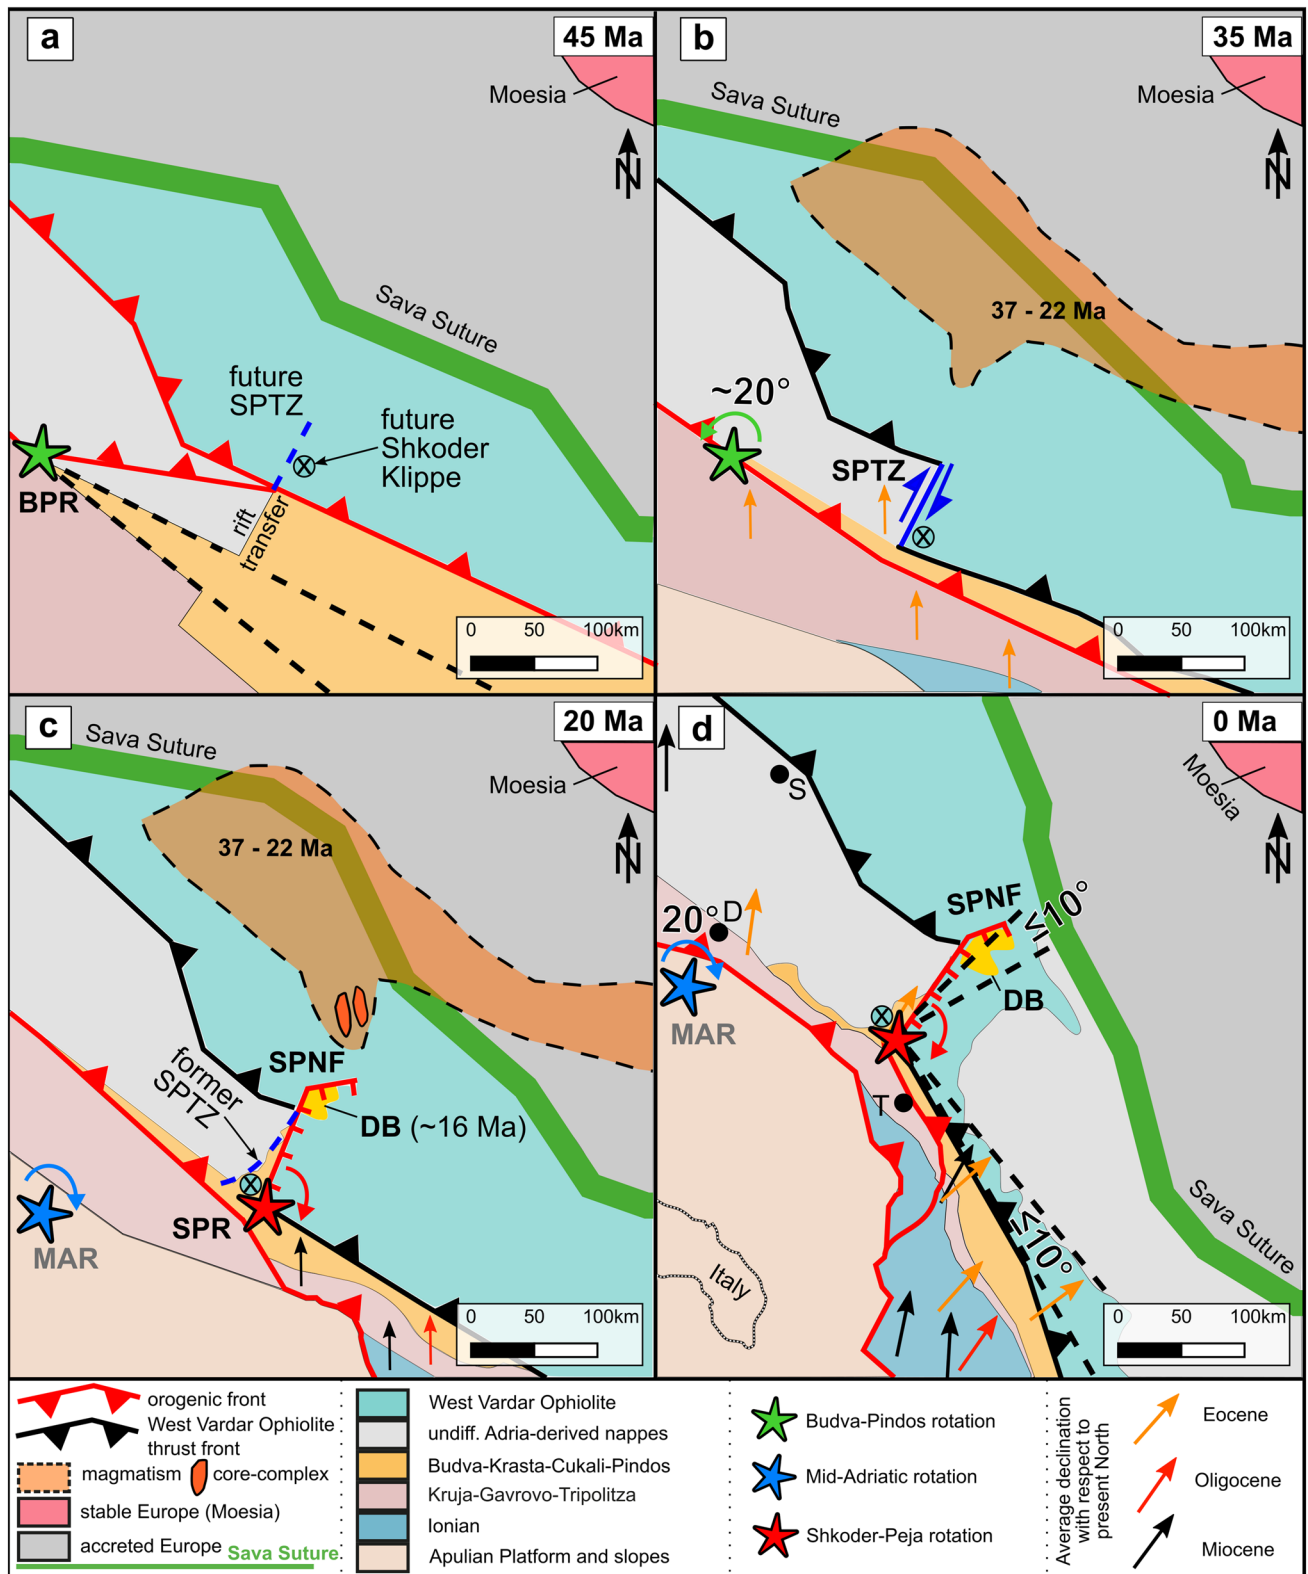 a
45 Ma
Moesia
N
Sava Suture
future
SPTZ
future
Shkoder
Klippe
BPR
rift
transfer
0 50 100km
b
35 Ma
Sava Suture
Moesia
N
37 - 22 Ma
~20°
SPTZ
0 50 100km
c
20 Ma
Sava Suture
Moesia
N
37 - 22 Ma
SPNF
former
SPTZ
DB (~16 Ma)
SPR
MAR
0 50 100km
d
0 Ma
Moesia
S
N
SPNF
≤10°
20°
D
DB
MAR
T
≤10°
Sava Suture
Italy
0 50 100km
orogenic front
West Vardar Ophiolite
thrust front
magmatism
core-complex
stable Europe (Moesia)
accreted Europe
Sava Suture
West Vardar Ophiolite
undiff. Adria-derived nappes
Budva-Krasta-Cukali-Pindos
Kruja-Gavrovo-Tripolitza
Ionian
Apulian Platform and slopes
Budva-Pindos rotation
Mid-Adriatic rotation
Shkoder-Peja rotation
Average declination
with respect to
present North
Eocene
Oligocene
Miocene